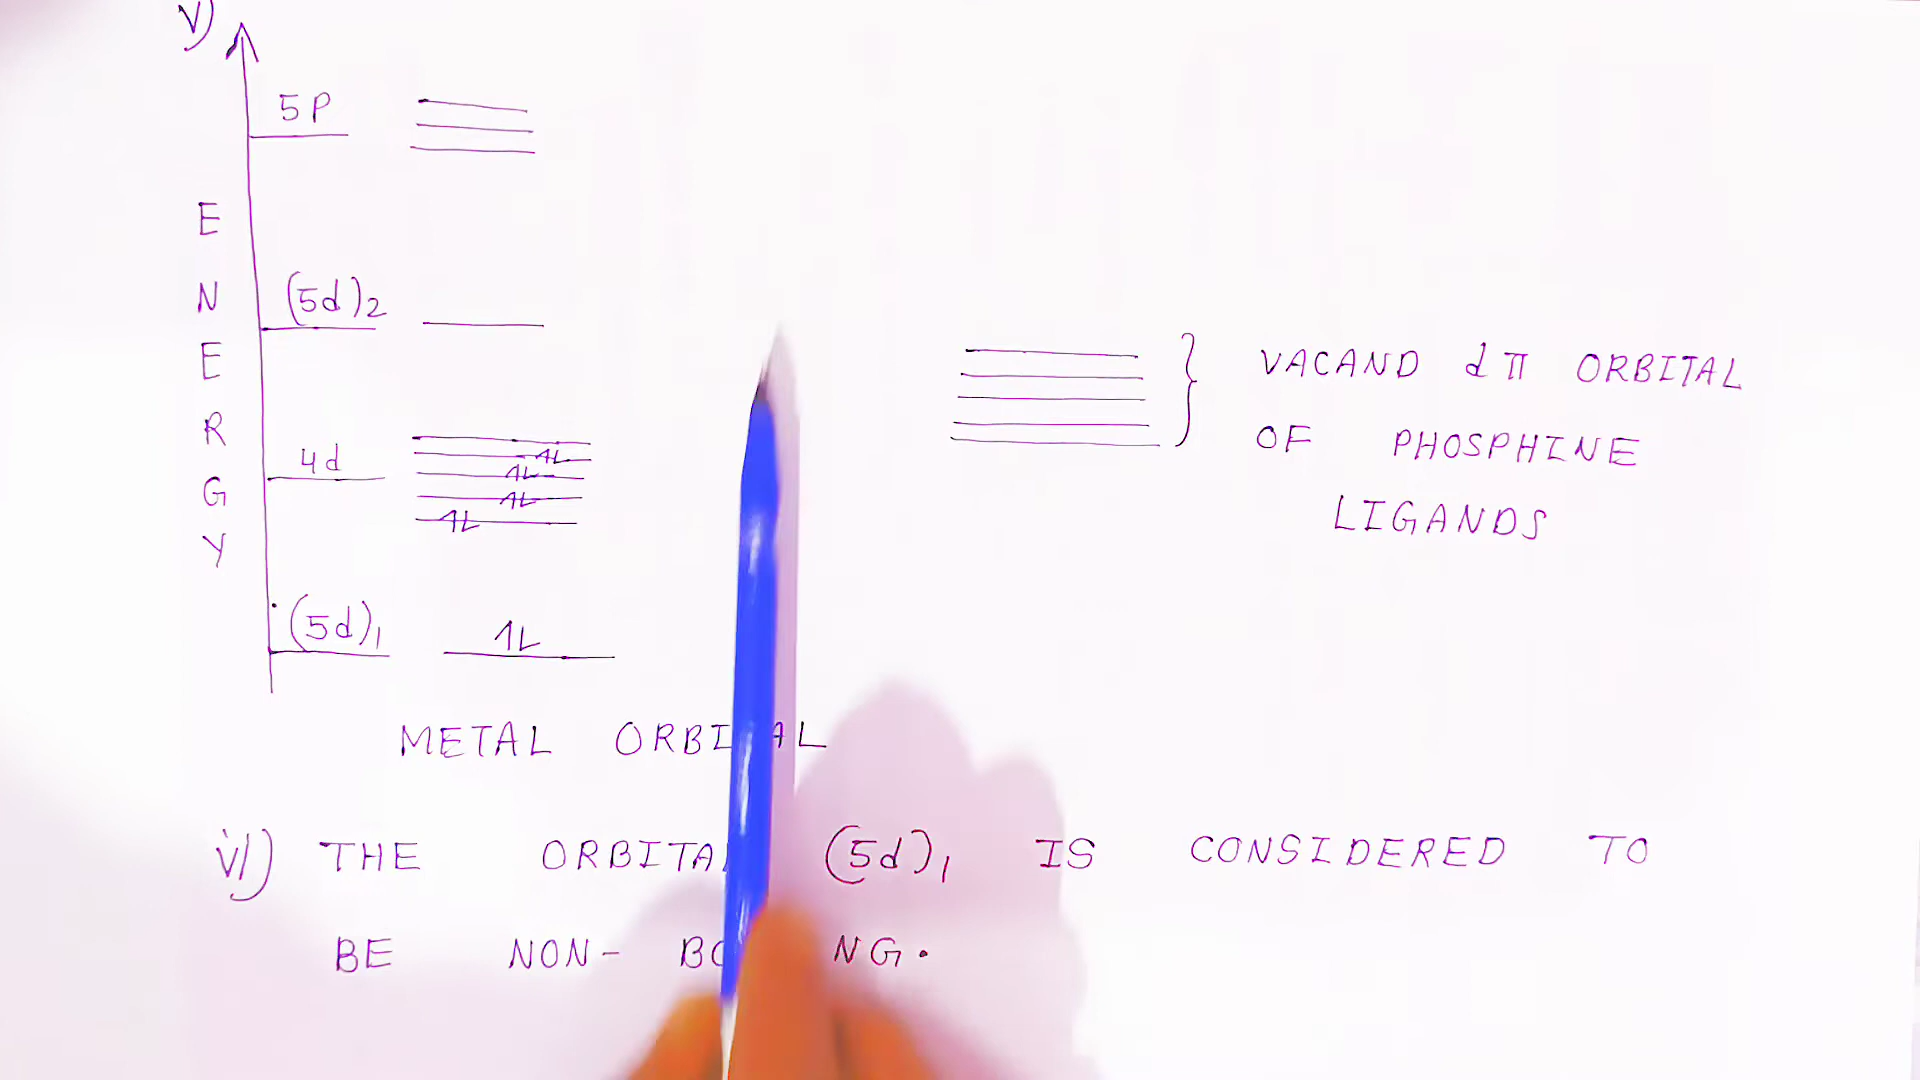 v)
5P
(5d)2
4d
(5d)1
ENERGY
VACAND dπ ORBITAL
OF PHOSPHINE
LIGANDS
METAL
vi) THE (5d)1 IS CONSIDERED TO
BE NON-